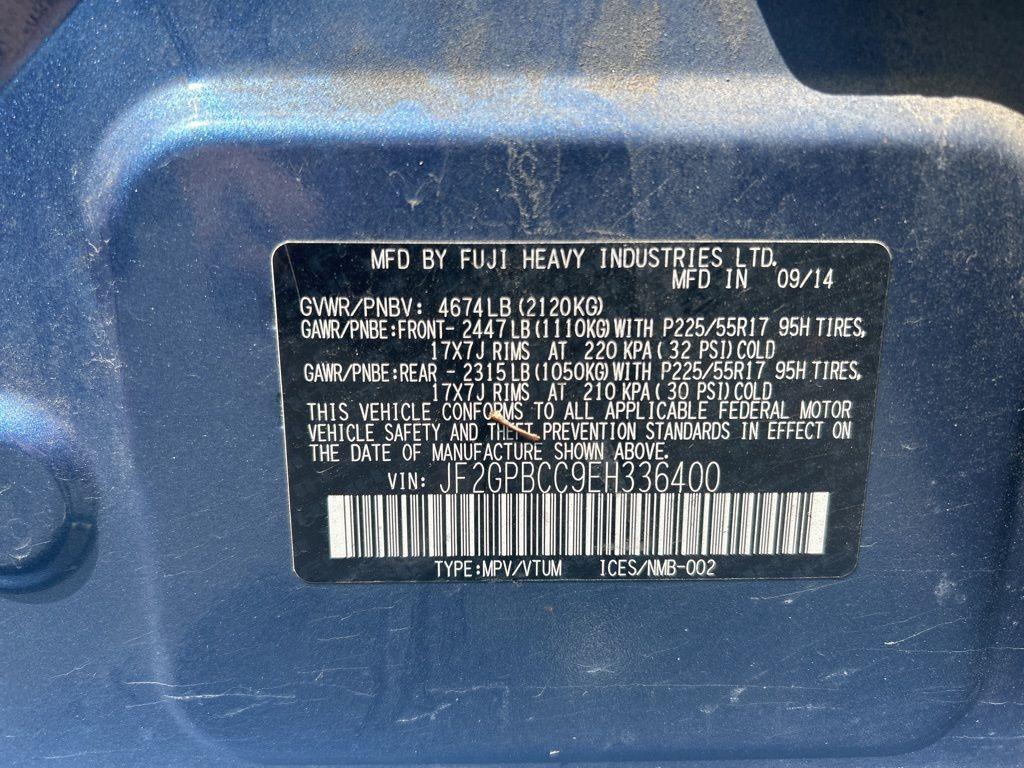 MFD BY FUJI HEAVY INDUSTRIES LTD.
MFD IN 09/14
GVWR/PNBV: 4674LB (2120KG)
GAWR/PNBE:FRONT- 2447LB (1110KG) WITH P225/55R17 95H TIRES,
17X7J RIMS AT 220 KPA ( 32 PSI) COLD
GAWR/PNBE:REAR - 2315LB (1050KG) WITH P225/55R17 95H TIRES,
17X7J RIMS AT 210 KPA ( 30 PSI) COLD
THIS VEHICLE CONFORMS TO ALL APPLICABLE FEDERAL MOTOR
VEHICLE SAFETY AND THEFT PREVENTION STANDARDS IN EFFECT ON
THE DATE OF MANUFACTURE SHOWN ABOVE.
VIN: JF2GPBCC9EH336400
TYPE:MPV/VTUM ICES/NMB-002